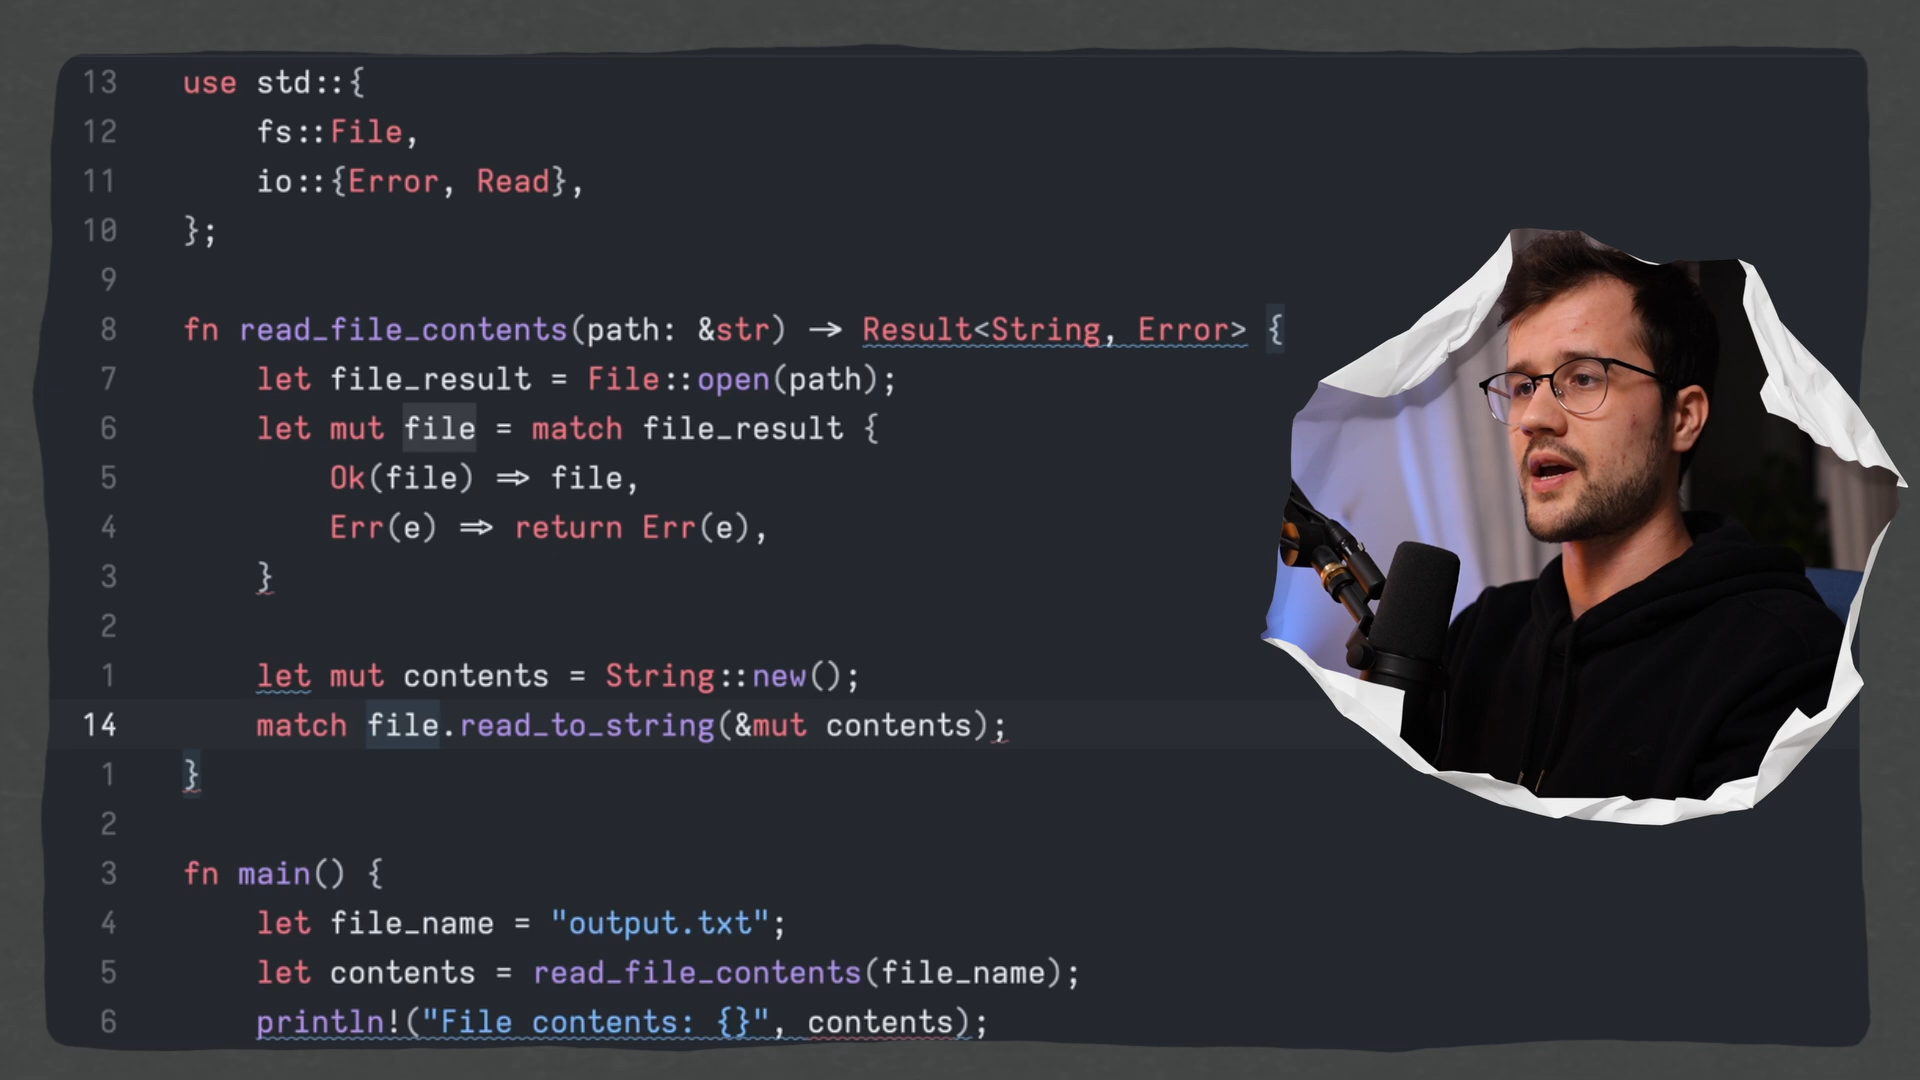 13 use std::{
12 fs::File,
11 io::{Error, Read},
10 };
9
8 fn read_file_contents(path: &str) -> Result<String, Error> {
7 let file_result = File::open(path);
6 let mut file = match file_result {
5 Ok(file) => file,
4 Err(e) => return Err(e),
3 }
2
1 let mut contents = String::new();
14 match file.read_to_string(&mut contents);
1 }
2
3 fn main() {
4 let file_name = "output.txt";
5 let contents = read_file_contents(file_name);
6 println!("File contents: {}", contents);